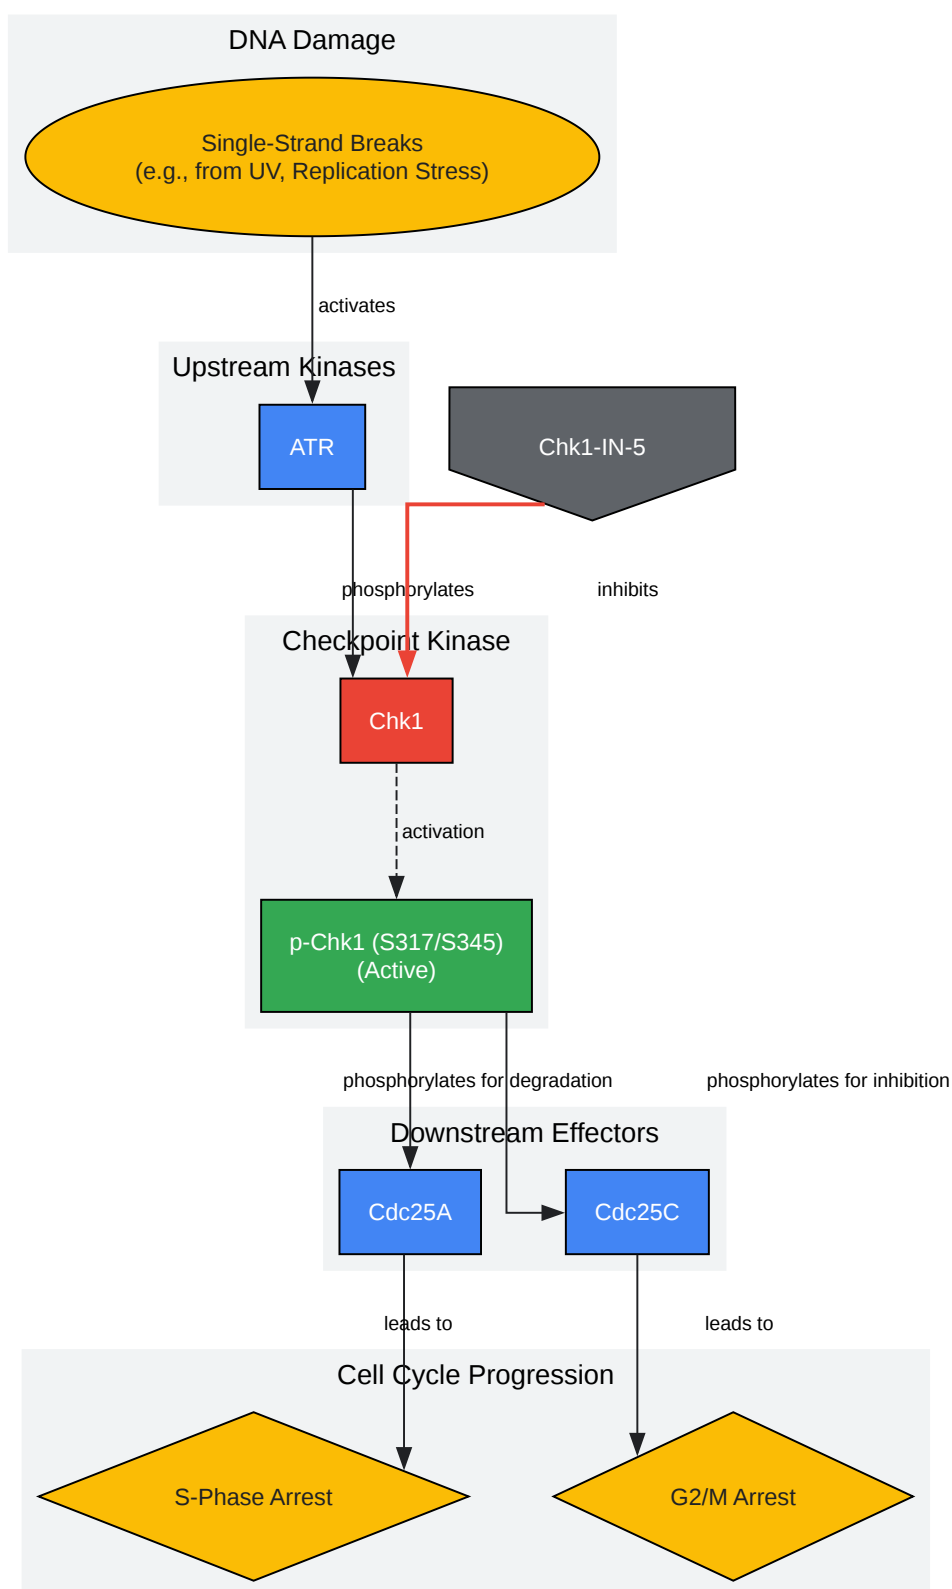 DNA Damage
Single-Strand Breaks
(e.g., from UV, Replication Stress)
activates
Upstream Kinases
ATR
Chk1-IN-5
phosphorylates
inhibits
Checkpoint Kinase
Chk1
activation
p-Chk1 (S317/S345)
(Active)
phosphorylates for degradation
phosphorylates for inhibition
Downstream Effectors
Cdc25A
Cdc25C
leads to
leads to
Cell Cycle Progression
S-Phase Arrest
G2/M Arrest